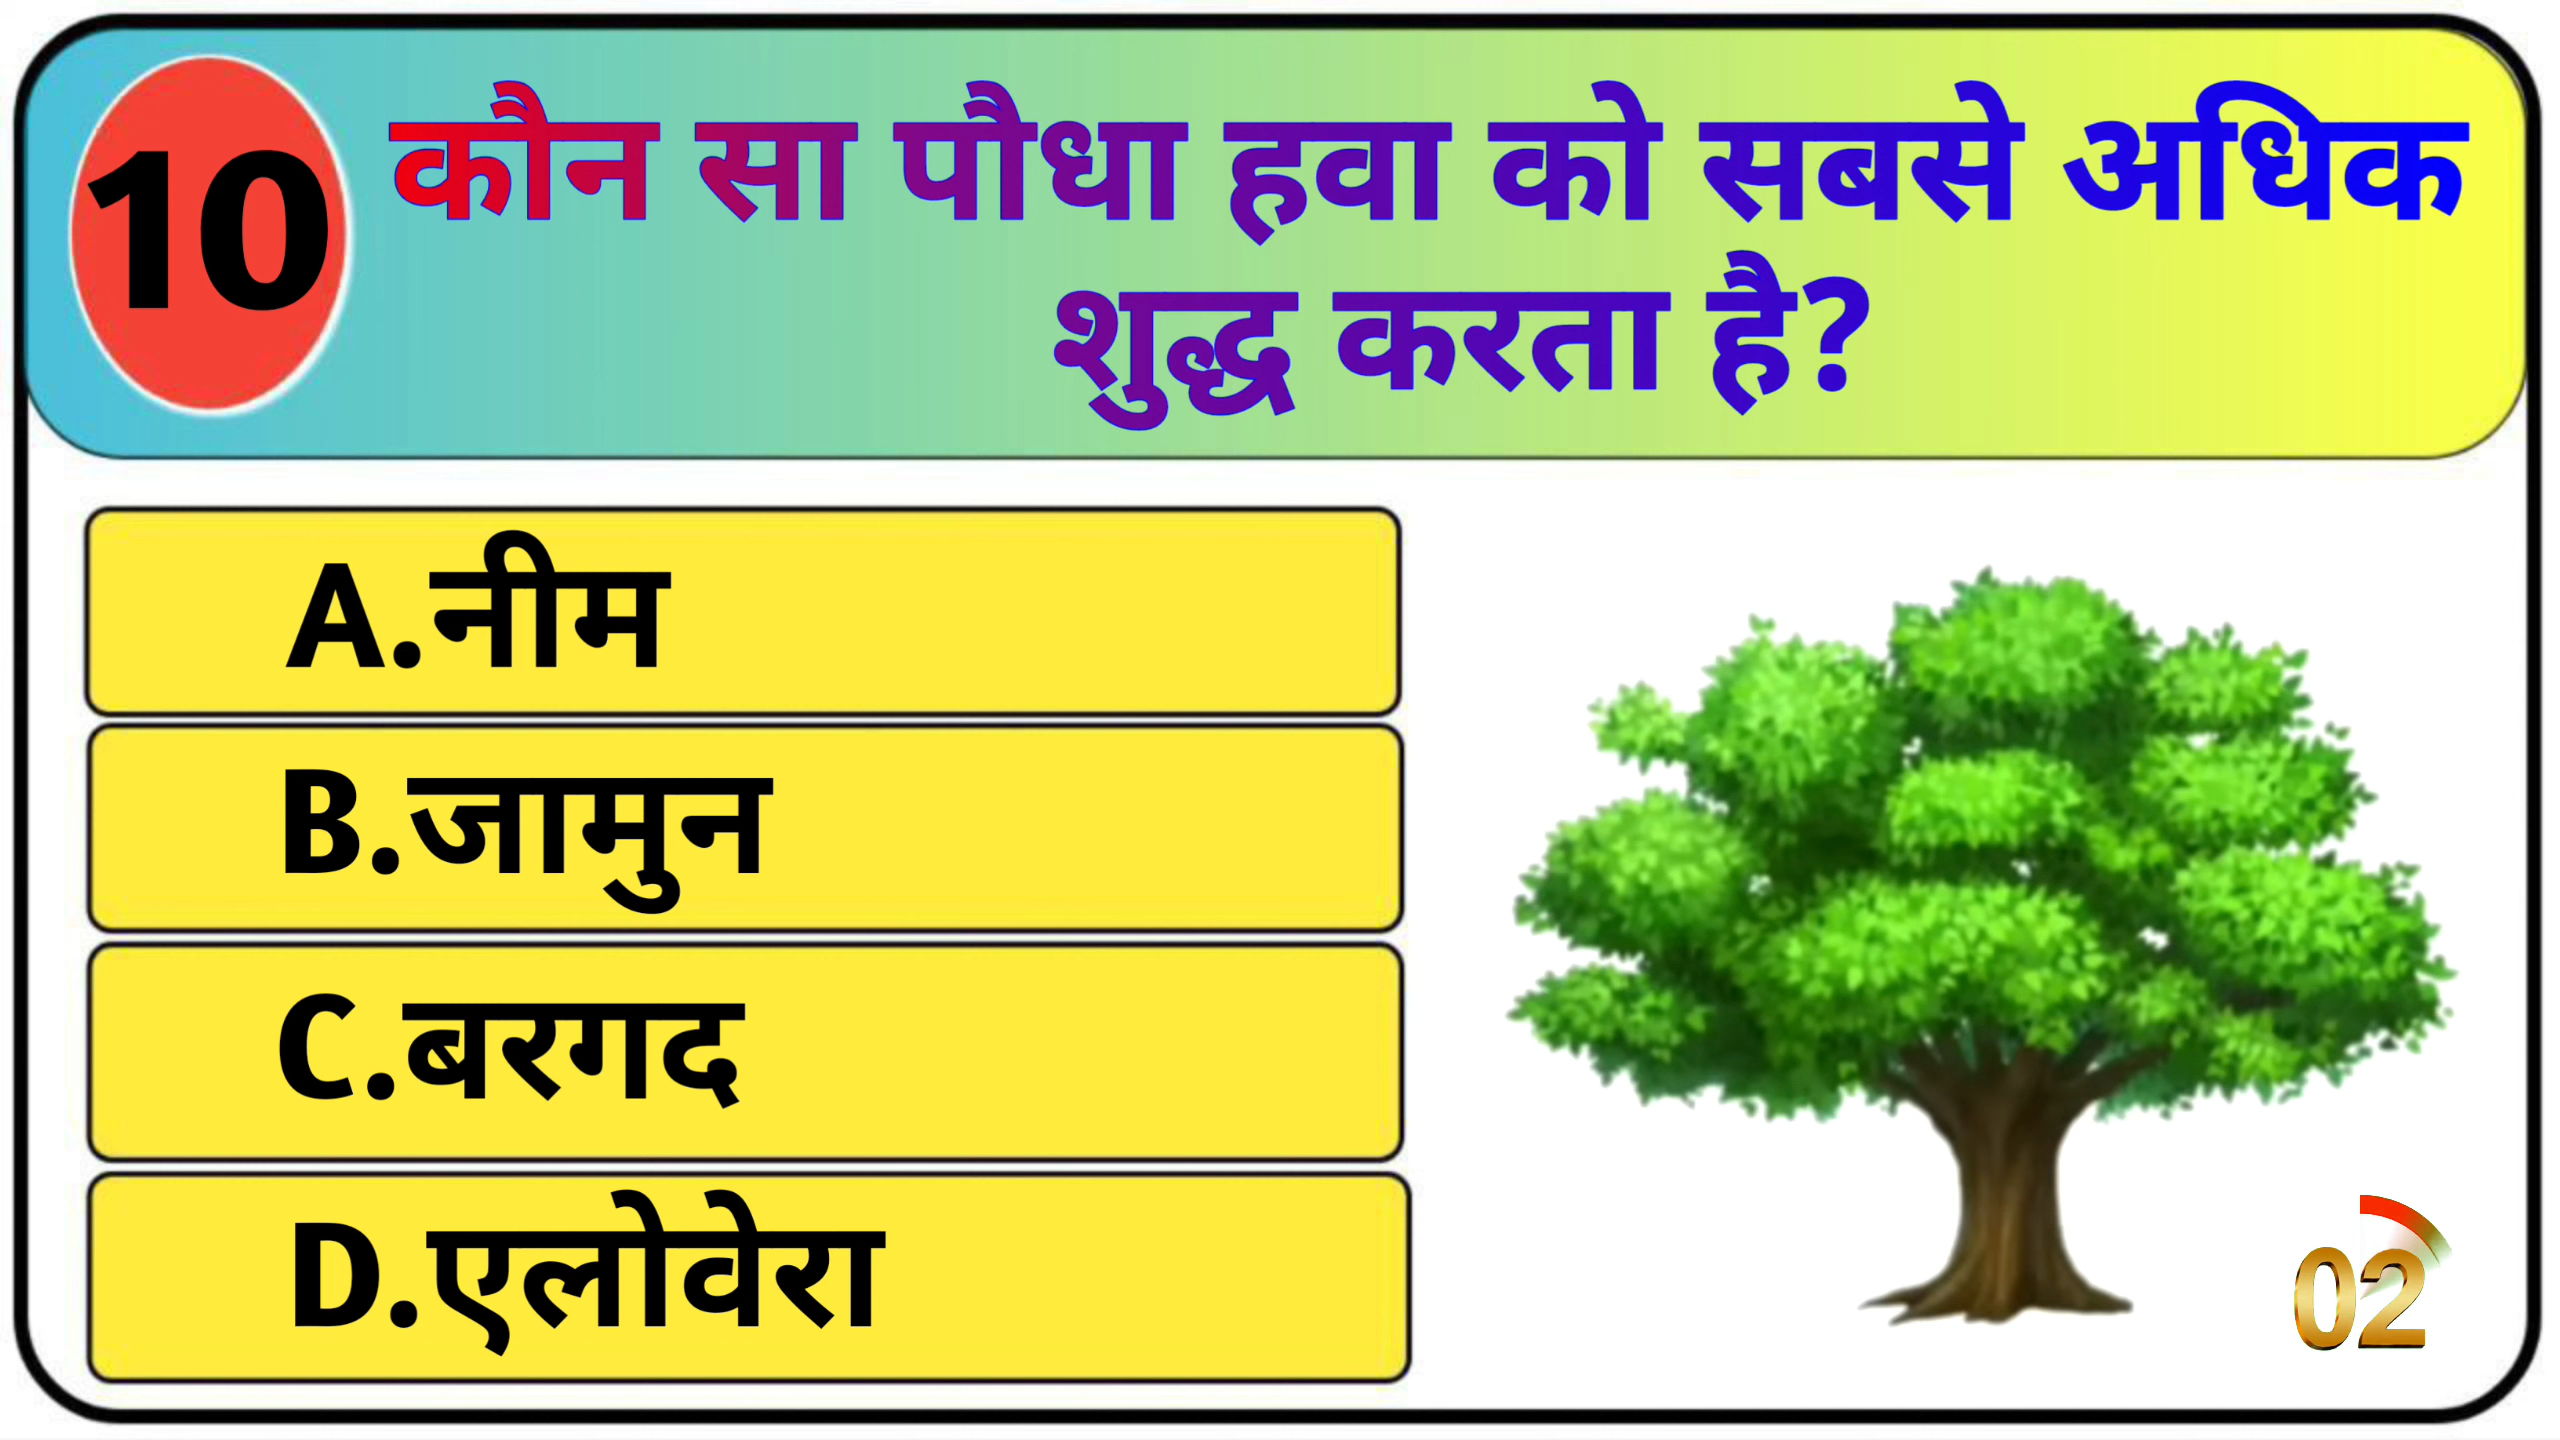 10
कौन सा पौधा हवा को सबसे अधिक
शुद्ध करता है?
A.नीम
B.जामुन
C.बरगद
D.एलोवेरा
02